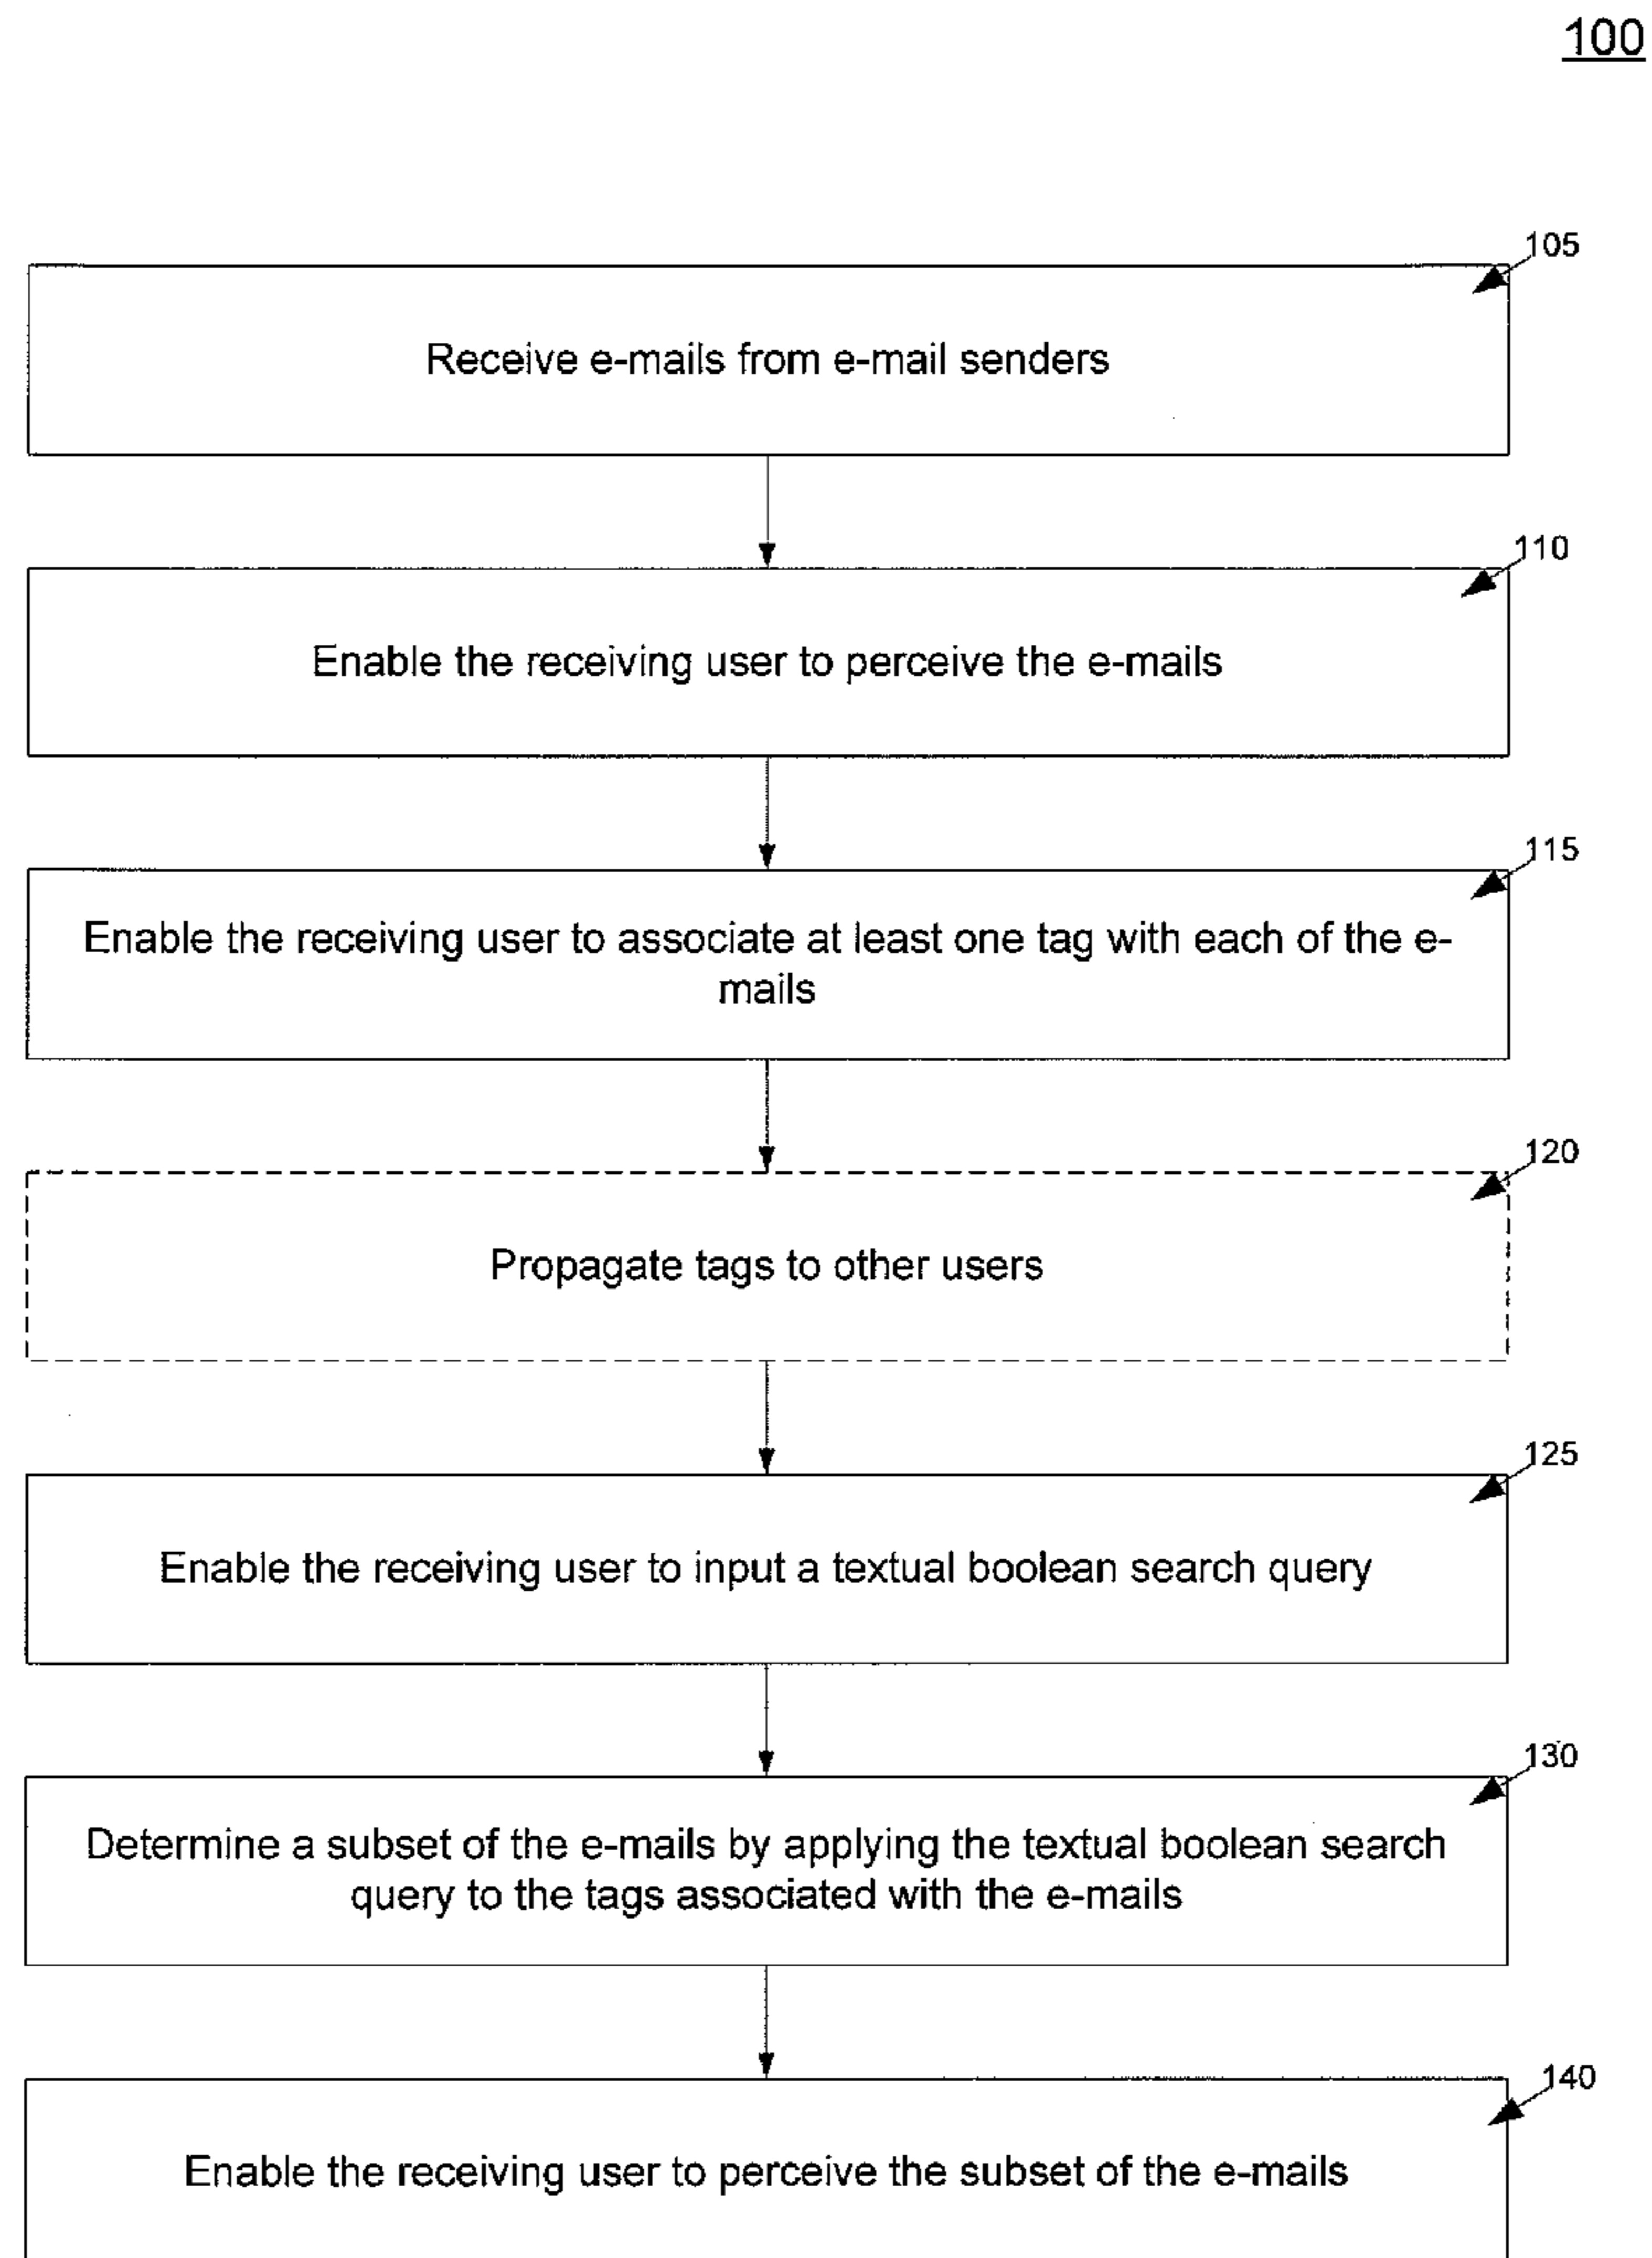 100
105
Receive e-mails from e-mail senders
110
Enable the receiving user to perceive the e-mails
115
Enable the receiving user to associate at least one tag with each of the e-
mails
120
Propagate tags to other users
125
Enable the receiving user to input a textual boolean search query
130
Determine a subset of the e-mails by applying the textual boolean search
query to the tags associated with the e-mails
140
Enable the receiving user to perceive the subset of the e-mails